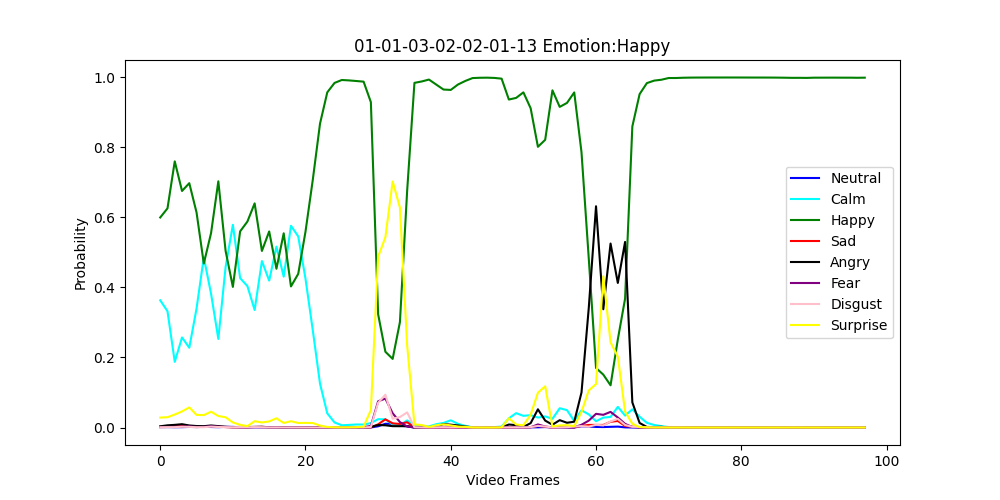 01-01-03-02-02-01-13 Emotion:Happy
Probability
1.0
0.8
0.6
0.4
0.2
0.0
0
20
40
60
80
100
Video Frames
Neutral
Calm
Happy
Sad
Angry
Fear
Disgust
Surprise